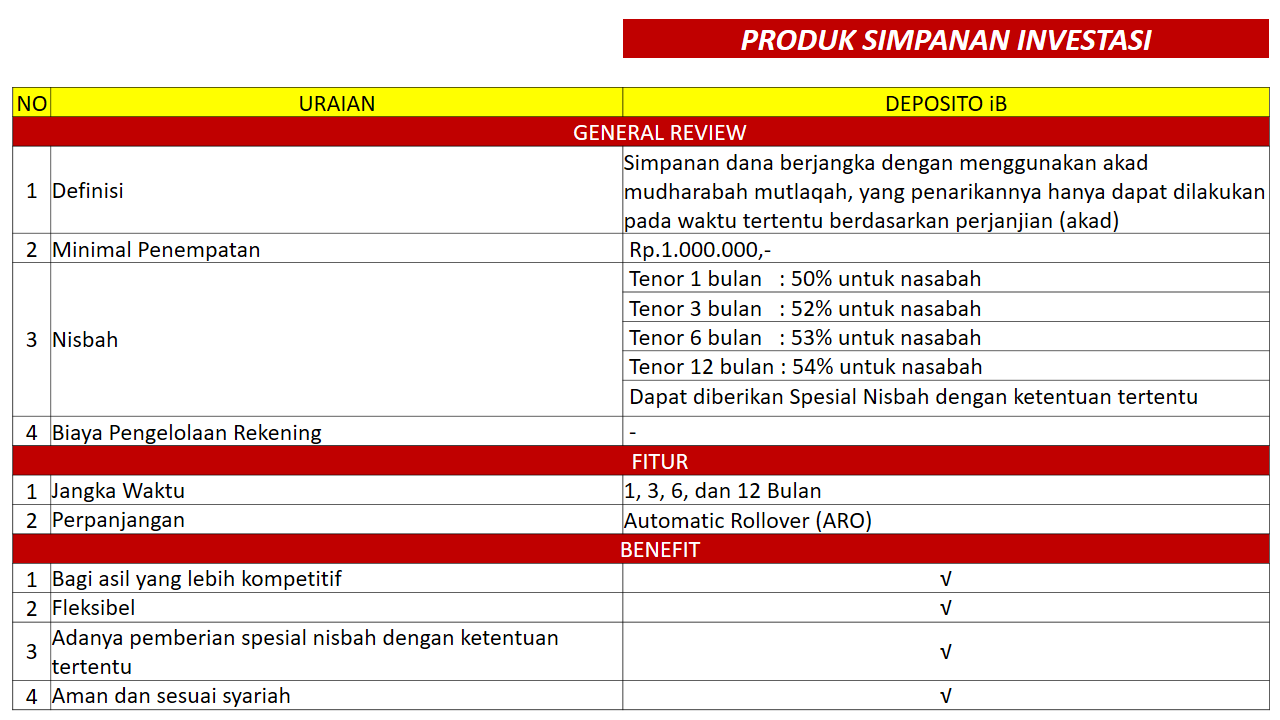 PRODUK SIMPANAN INVESTASI
NO URAIAN DEPOSITO iB
GENERAL REVIEW
1 Definisi Simpanan dana berjangka dengan menggunakan akad
mudharabah mutlaqah, yang penarikannya hanya dapat dilakukan
pada waktu tertentu berdasarkan perjanjian (akad)
2 Minimal Penempatan Rp.1.000.000,-
3 Nisbah
Tenor 1 bulan : 50% untuk nasabah
Tenor 3 bulan : 52% untuk nasabah
Tenor 6 bulan : 53% untuk nasabah
Tenor 12 bulan : 54% untuk nasabah
Dapat diberikan Spesial Nisbah dengan ketentuan tertentu
4 Biaya Pengelolaan Rekening -
FITUR
1 Jangka Waktu 1, 3, 6, dan 12 Bulan
2 Perpanjangan Automatic Rollover (ARO)
BENEFIT
1 Bagi asil yang lebih kompetitif √
2 Fleksibel √
3 Adanya pemberian spesial nisbah dengan ketentuan
tertentu √
4 Aman dan sesuai syariah √